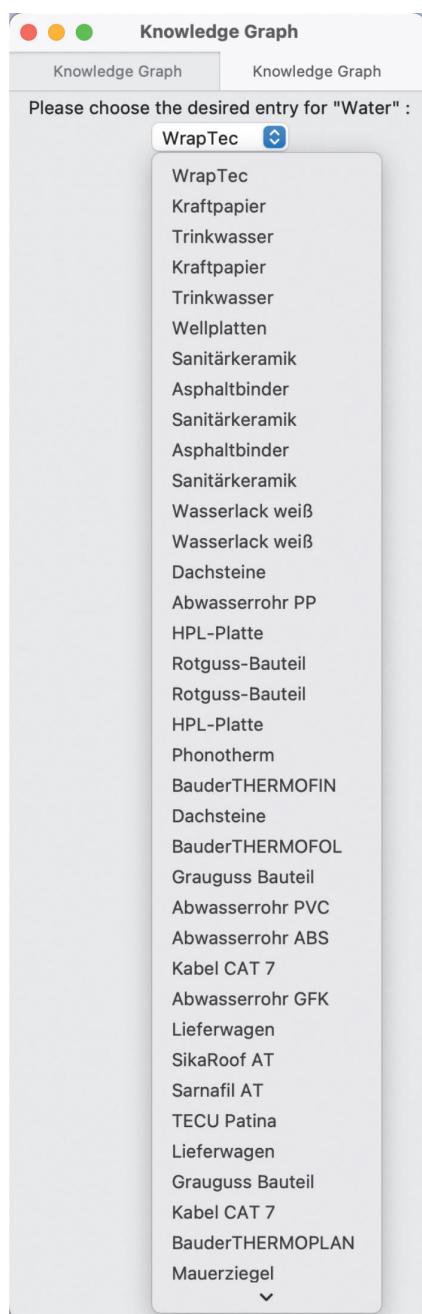 Knowledge Graph
Knowledge Graph Knowledge Graph
Please choose the desired entry for "Water" :
WrapTec
WrapTec
Kraftpapier
Trinkwasser
Kraftpapier
Trinkwasser
Wellplatten
Sanitärkeramik
Asphaltbinder
Sanitärkeramik
Asphaltbinder
Sanitärkeramik
Wasserlack weiß
Wasserlack weiß
Dachsteine
Abwasserrohr PP
HPL-Platte
Rotguss-Bauteil
Rotguss-Bauteil
HPL-Platte
Phonotherm
BauderTHERMOFIN
Dachsteine
BauderTHERMOFOL
Grauguss Bauteil
Abwasserrohr PVC
Abwasserrohr ABS
Kabel CAT 7
Abwasserrohr GFK
Lieferwagen
SikaRoof AT
Sarnafil AT
TECU Patina
Lieferwagen
Grauguss Bauteil
Kabel CAT 7
BauderTHERMOPLAN
Mauerziegel